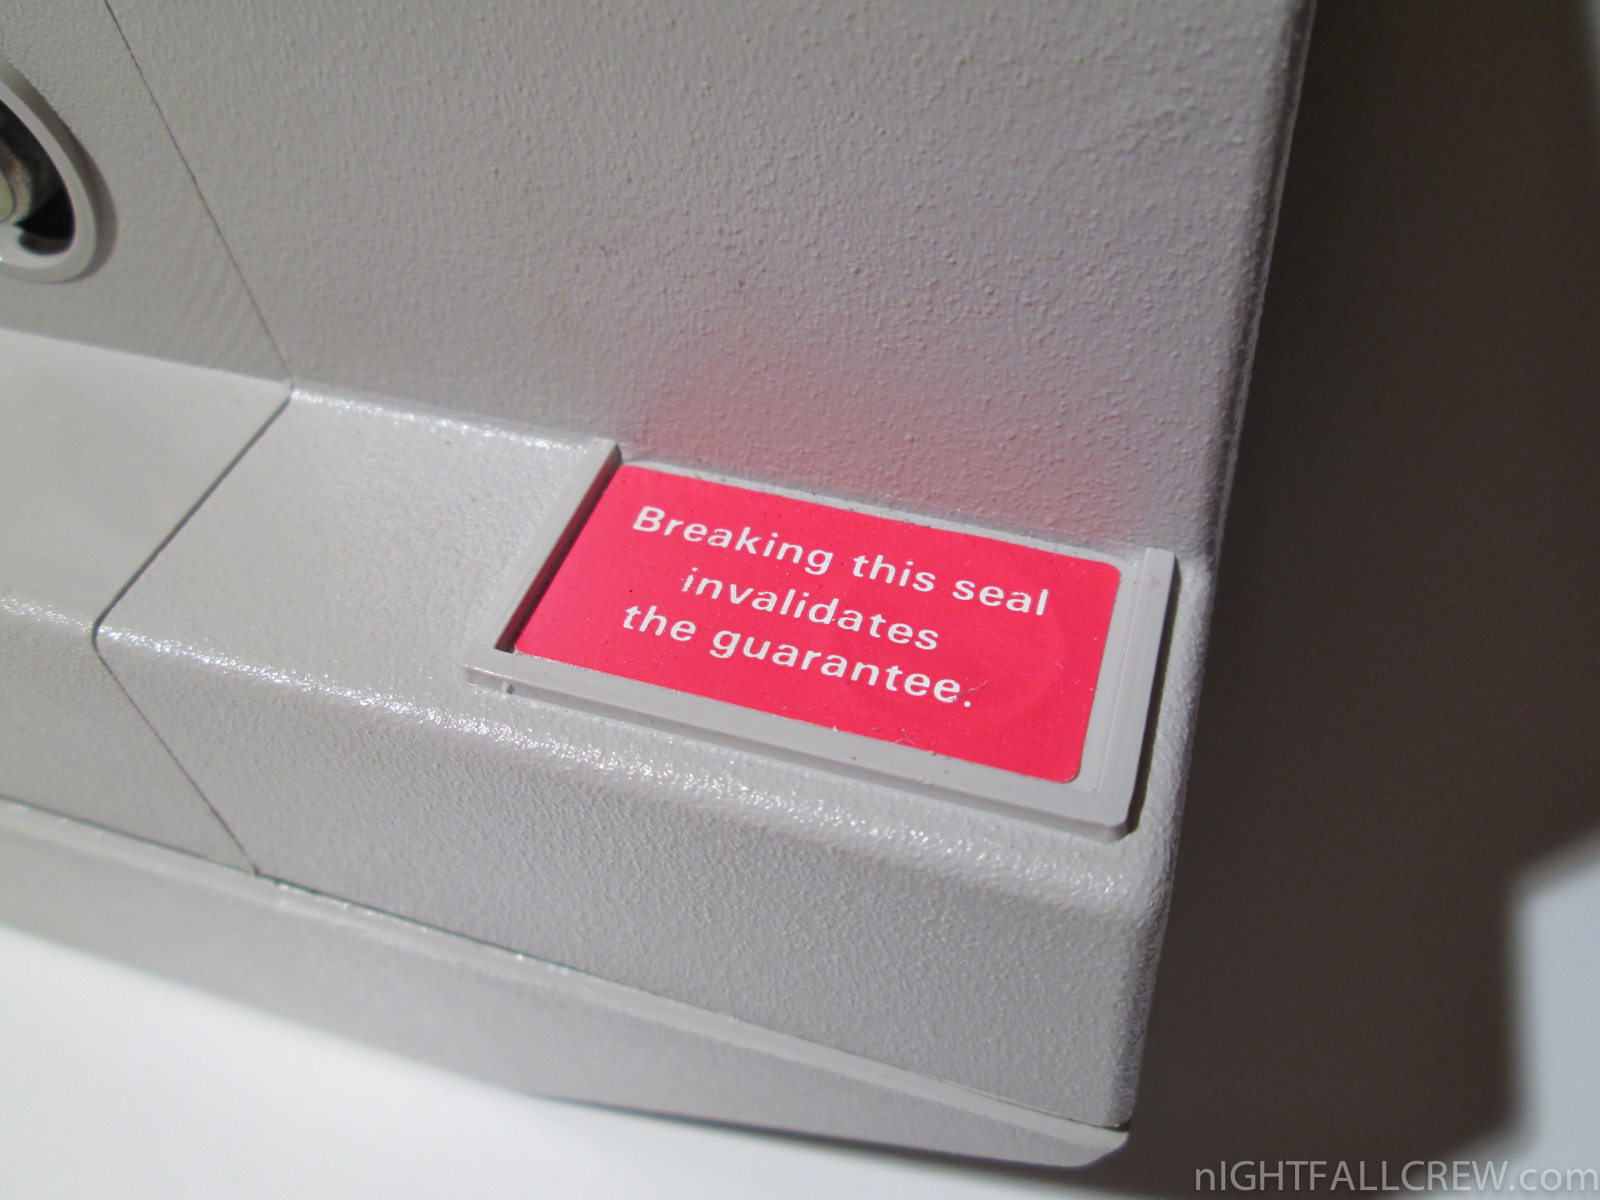 Breaking this seal
invalidates
the guarantee.
nIGHTFALLCREW.com